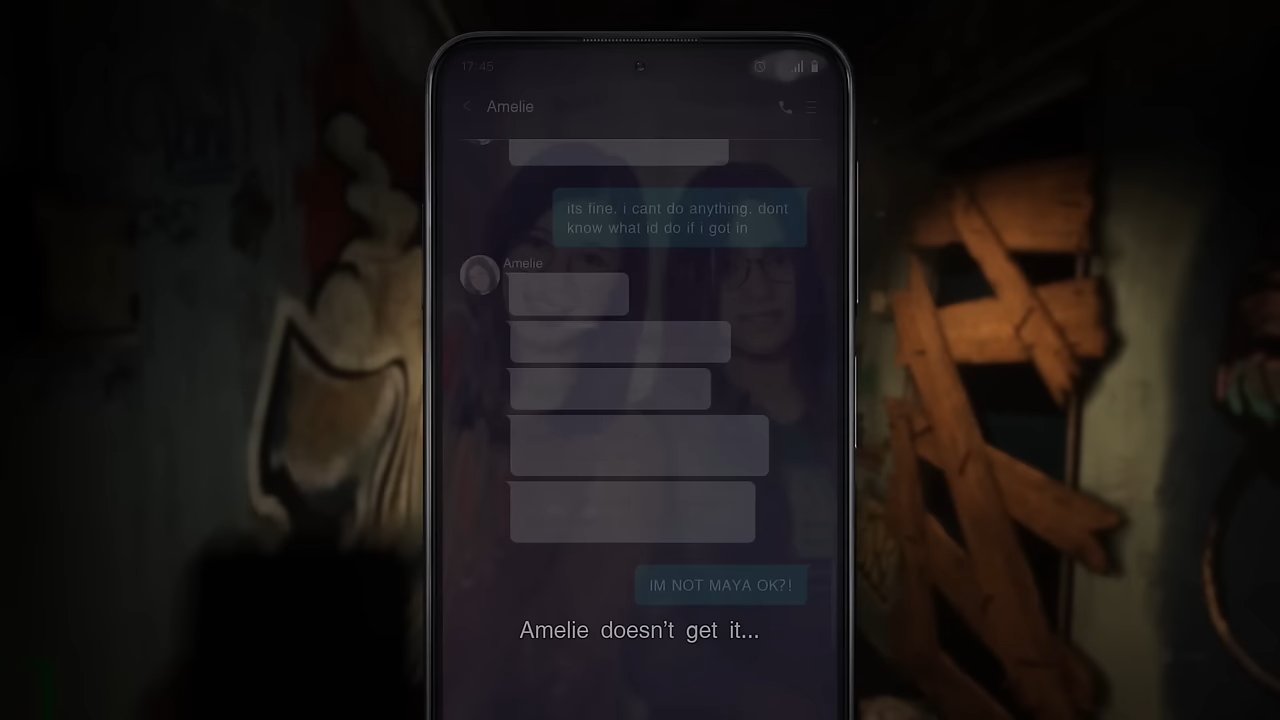 17:45
Amelie
its fine. i cant do anything. dont
know what id do if i got in
Amelie
IM NOT MAYA OK?!
Amelie doesn't get it...